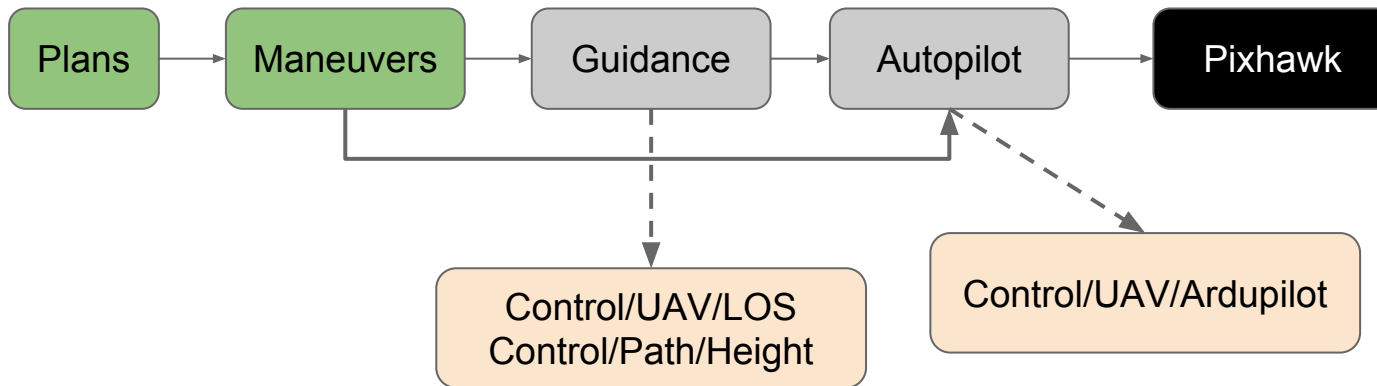 Plans
Maneuvers
Guidance
Autopilot
Pixhawk
Control/UAV/LOS
Control/Path/Height
Control/UAV/Ardupilot